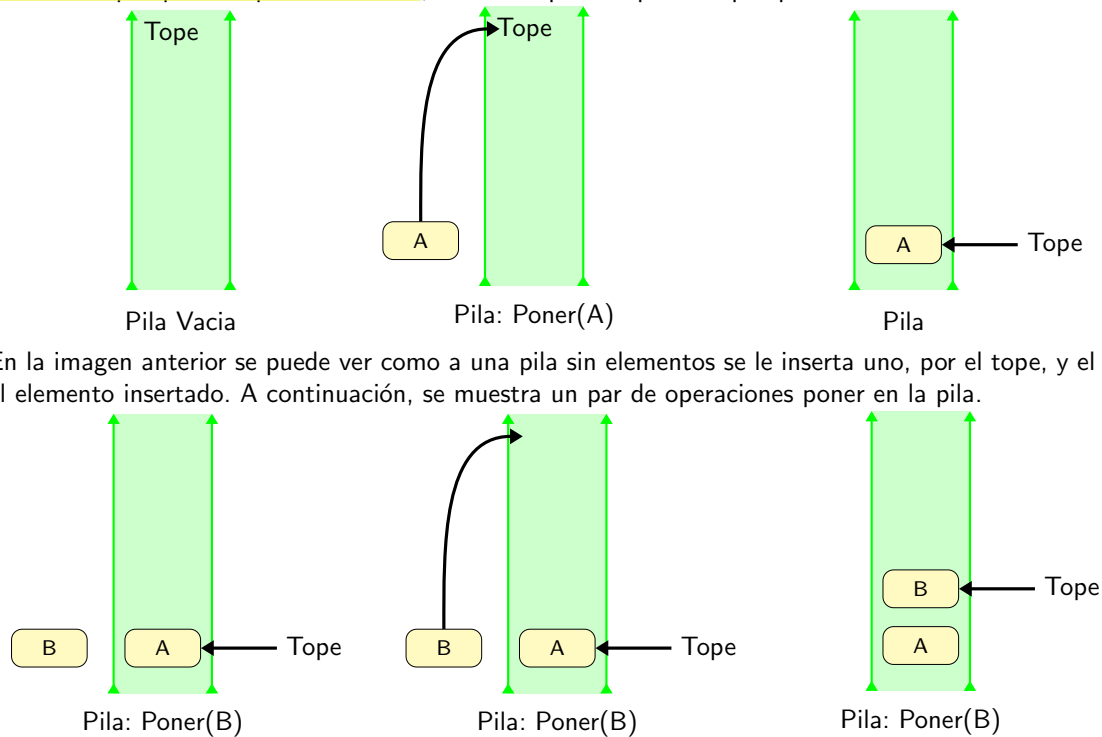 Tope
Tope
A
A
Tope
Pila Vacia
Pila: Poner(A)
Pila
En la imagen anterior se puede ver como a una pila sin elementos se le inserta uno, por el tope, y el
l elemento insertado. A continuación, se muestra un par de operaciones poner en la pila.
B
A
Tope
B
A
Tope
B
Tope
A
Pila: Poner(B)
Pila: Poner(B)
Pila: Poner(B)